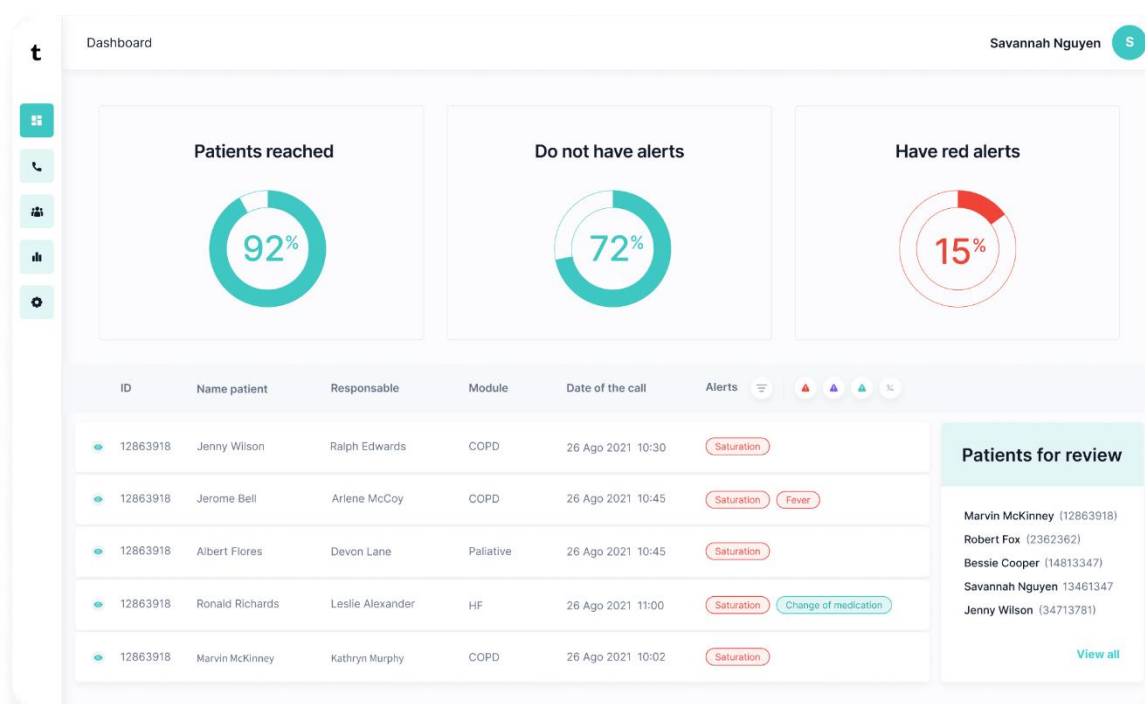 t
Dashboard
Savannah Nguyen S
Patients reached
92%
Do not have alerts
72%
Have red alerts
15%
ID Name patient Responsable Module Date of the call Alerts
12863918 Jenny Wilson Ralph Edwards COPD 26 Ago 2021 10:30 Saturation
12863918 Jerome Bell Arlene McCoy COPD 26 Ago 2021 10:45 Saturation Fever
12863918 Albert Flores Devon Lane Paliative 26 Ago 2021 10:45 Saturation
12863918 Ronald Richards Leslie Alexander HF 26 Ago 2021 11:00 Saturation Change of medication
12863918 Marvin McKinney Kathryn Murphy COPD 26 Ago 2021 10:02 Saturation
Patients for review
Marvin McKinney (12863918)
Robert Fox (2362362)
Bessie Cooper (14813347)
Savannah Nguyen 13461347
Jenny Wilson (34713781)
View all